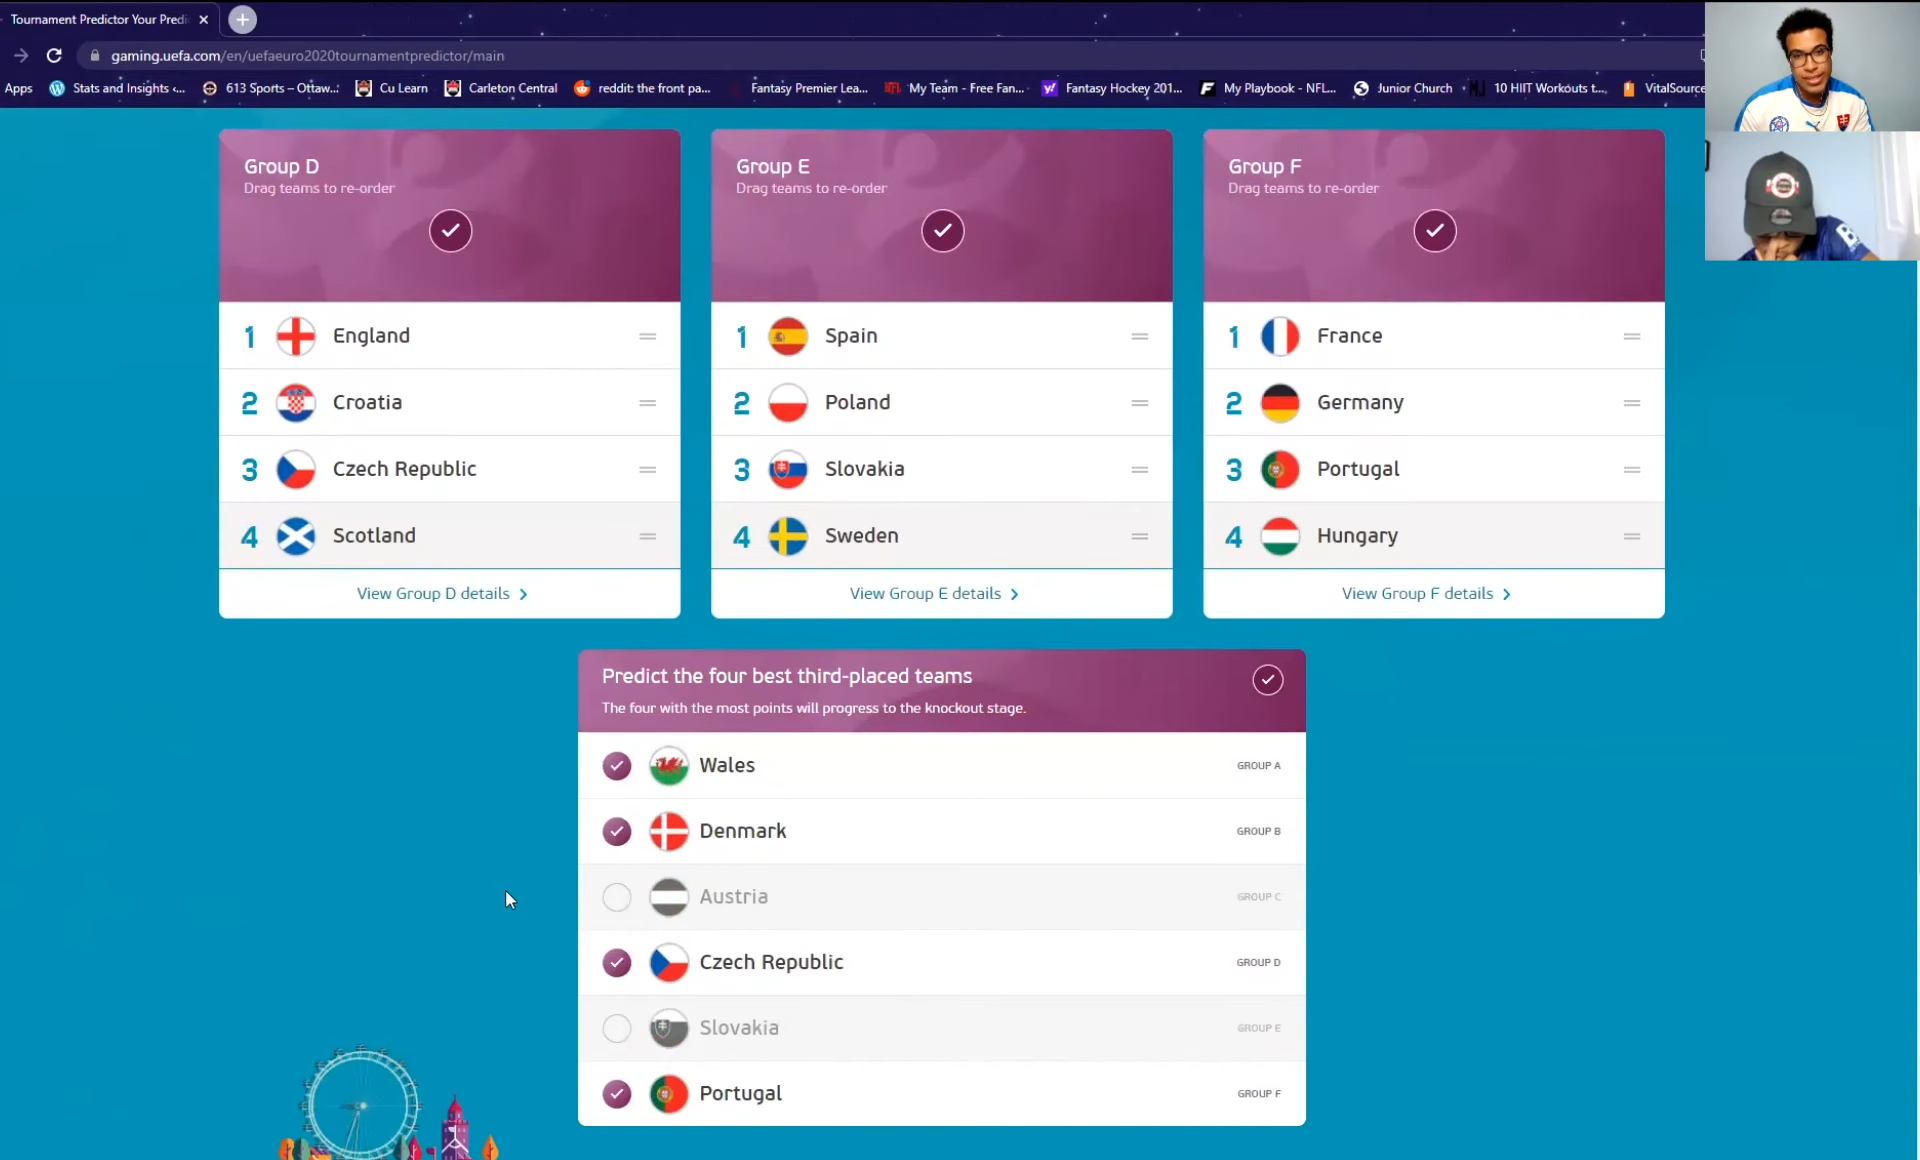 Tournament Predictor Your Predi
gaming.uefa.com/en/uefaeuro2020tournamentpredictor/main
Apps Stats and Insights ‹... 613 Sports – Ottaw... Cu Learn Carleton Central reddit: the front pa... Fantasy Premier Lea... My Team - Free Fan... Fantasy Hockey 201... My Playbook - NFL... Junior Church 10 HIIT Workouts t... VitalSource
Group D
Drag teams to re-order
1 England
2 Croatia
3 Czech Republic
4 Scotland
View Group D details
Group E
Drag teams to re-order
1 Spain
2 Poland
3 Slovakia
4 Sweden
View Group E details
Group F
Drag teams to re-order
1 France
2 Germany
3 Portugal
4 Hungary
View Group F details
Predict the four best third-placed teams
The four with the most points will progress to the knockout stage.
Wales GROUP A
Denmark GROUP B
Austria GROUP C
Czech Republic GROUP D
Slovakia GROUP E
Portugal GROUP F